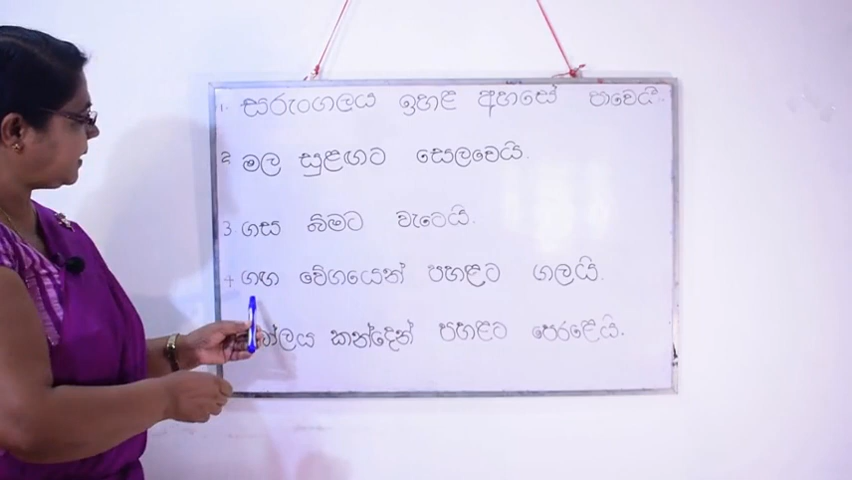 1. සරුංගලය ඉහළ අහසේ පාවෙයි.
2 මල සුළඟට සෙලවෙයි.
3 ගස බිමට වැටෙයි.
4 ගඟ වේගයෙන් පහළට ගලයි.
කන්දෙන් පහළට පෙරළෙයි.